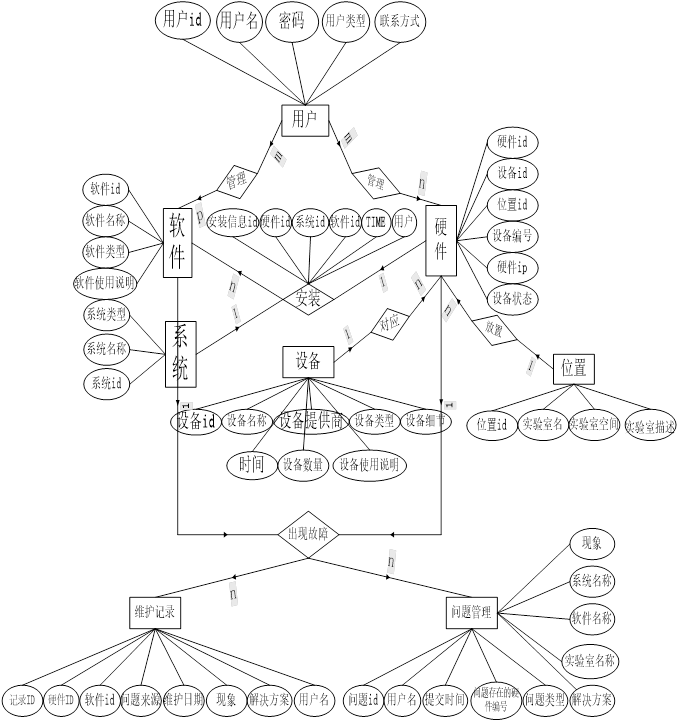 用户id
用户名
密码
用户类型
联系方式
用户
m
m
管理
管理
n
n
软件id
软件名称
软件类型
软件使用说明
软件
安装信息id
硬件id
系统id
软件id
TIME
用户
硬件
硬件id
设备id
位置id
设备编号
硬件ip
设备状态
系统类型
系统名称
系统id
系统
n
1
1
安装
对应
n
1
n
放置
1
设备
位置
1
1
设备id
设备名称
设备提供商
设备类型
设备细节
时间
设备数量
设备使用说明
位置id
实验室名
实验室空间
实验室描述
出现故障
n
n
维护记录
问题管理
现象
系统名称
软件名称
实验室名称
解决方案
记录ID
硬件ID
软件id
问题来源
维护日期
现象
解决方案
用户名
问题id
用户名
提交时间
问题存在的硬
件编号
问题类型